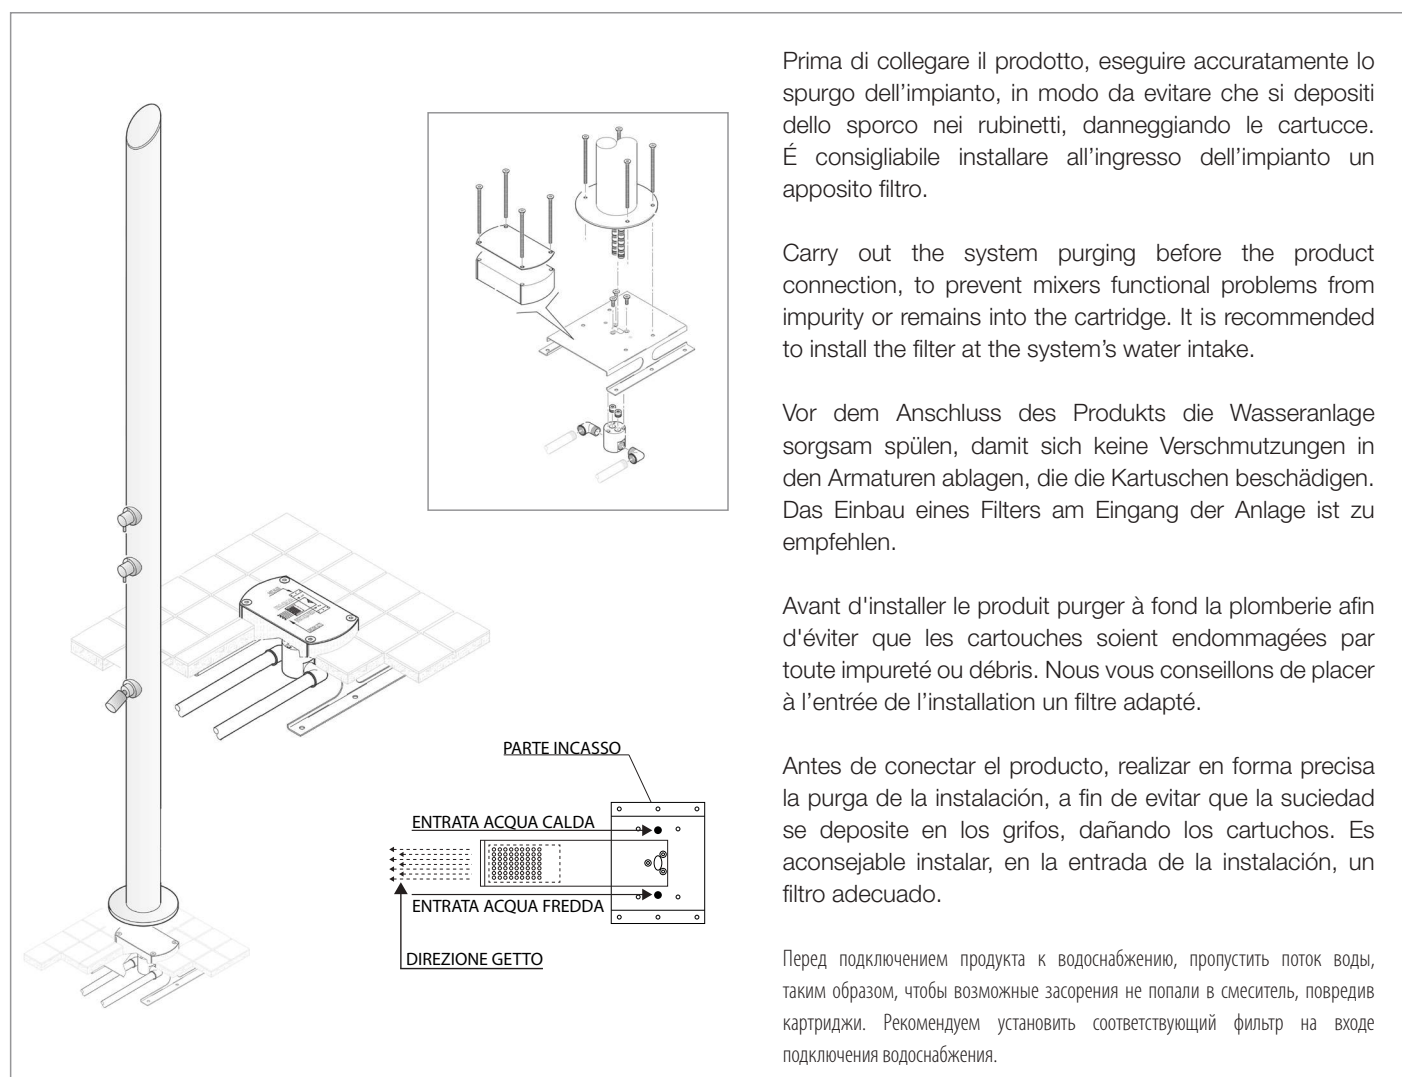 Prima di collegare il prodotto, eseguire accuratamente lo
spurgo dell'impianto, in modo da evitare che si depositi
dello sporco nei rubinetti, danneggiando le cartucce.
É consigliabile installare all'ingresso dell'impianto un
apposito filtro.
Carry out the system purging before the product
connection, to prevent mixers functional problems from
impurity or remains into the cartridge. It is recommended
to install the filter at the system's water intake.
Vor dem Anschluss des Produkts die Wasseranlage
sorgsam spülen, damit sich keine Verschmutzungen in
den Armaturen ablagen, die die Kartuschen beschädigen.
Das Einbau eines Filters am Eingang der Anlage ist zu
empfehlen.
Avant d'installer le produit purger à fond la plomberie afin
d'éviter que les cartouches soient endommagées par
toute impureté ou débris. Nous vous conseillons de placer
à l'entrée de l'installation un filtre adapté.
Antes de conectar el producto, realizar en forma precisa
la purga de la instalación, a fin de evitar que la suciedad
se deposite en los grifos, dañando los cartuchos. Es
aconsejable instalar, en la entrada de la instalación, un
filtro adecuado.
Перед подключением продукта к водоснабжению, пропустить поток воды,
таким образом, чтобы возможные засорения не попали в смеситель, повредив
картриджи. Рекомендуем установить соответствующий фильтр на входе
подключения водоснабжения.
PARTE INCASSO
ENTRATA ACQUA CALDA
ENTRATA ACQUA FREDDA
DIREZIONE GETTO